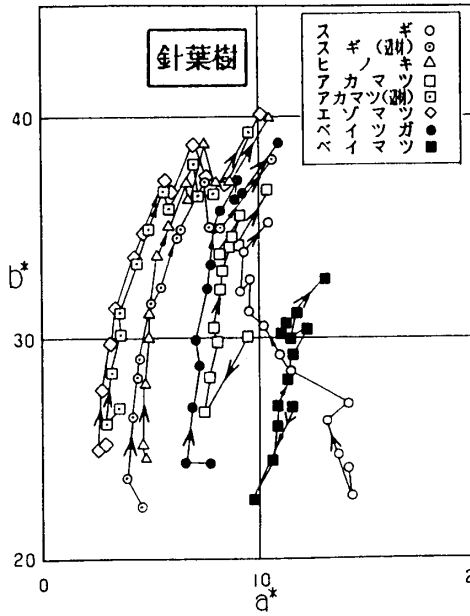 針葉樹
スギ
スギ(辺材)
ヒノキ
アカマツ
アカマツ(辺材)
エゾマツ
ベイツガ
ベイマツ
40
b*
30
20
0
10
2
a*